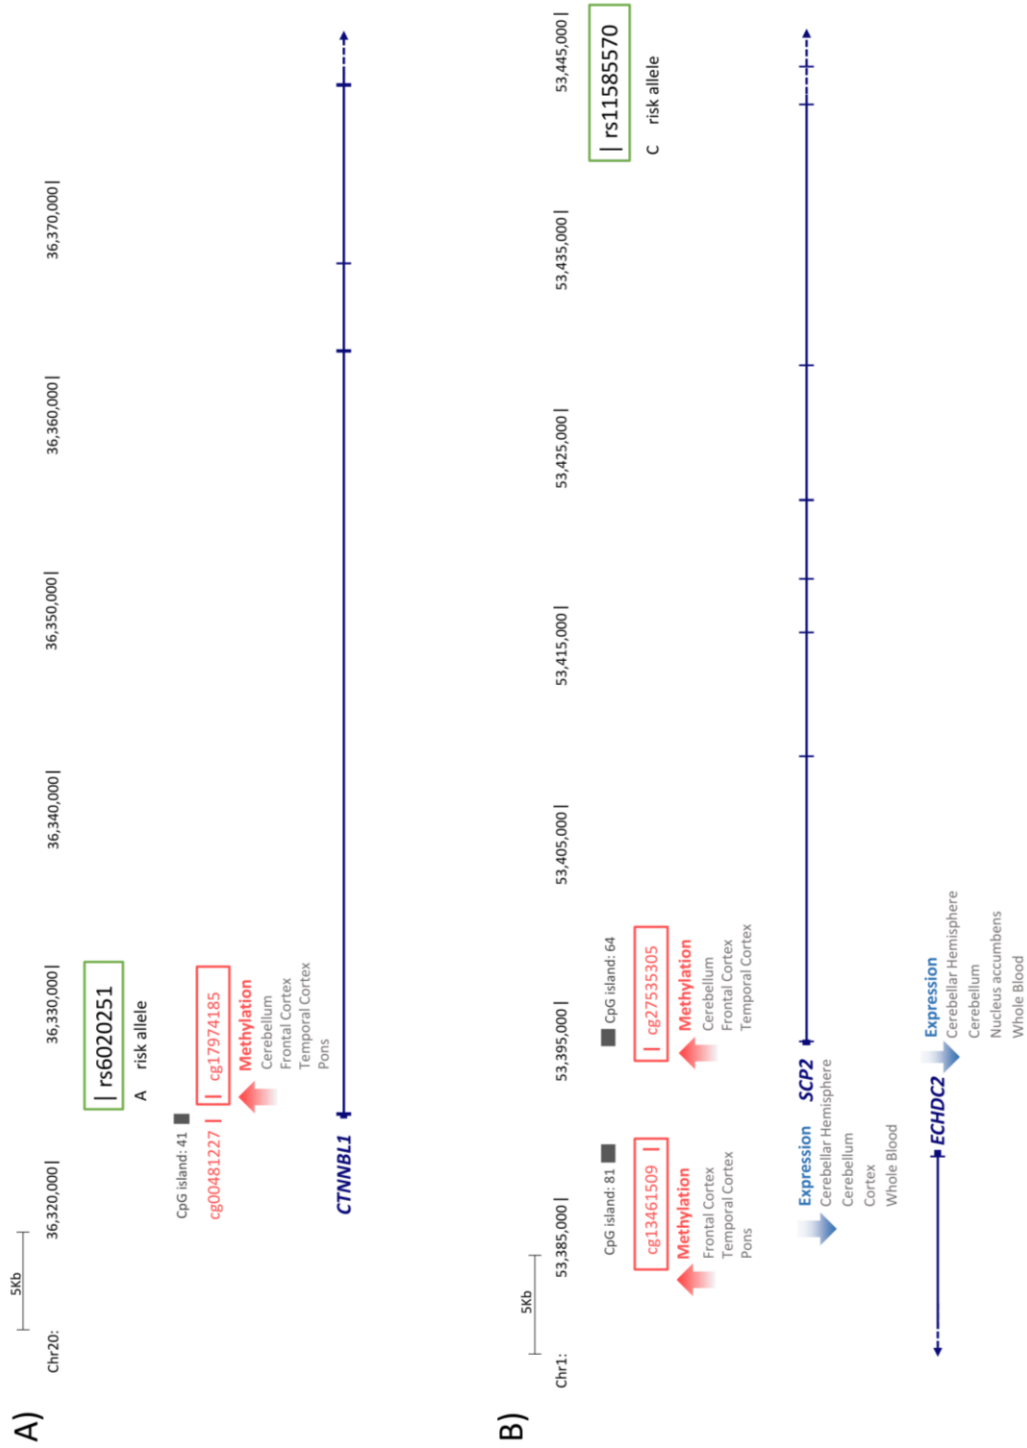 A)
5Kb
Chr20:
36,320,000|
36,330,000|
36,340,000|
36,350,000|
36,360,000|
36,370,000|
| rs6020251
A risk allele
CpG island: 41
cg00481227 |
| cg17974185
Methylation
Cerebellum
Frontal Cortex
Temporal Cortex
Pons
CTNNBL1
B)
5Kb
Chr1:
53,385,000|
53,395,000|
53,405,000|
53,415,000|
53,425,000|
53,435,000|
53,445,000|
| rs11585570
C risk allele
CpG island: 81
CpG island: 64
cg13461509 |
| cg27535305
Methylation
Frontal Cortex
Temporal Cortex
Pons
Methylation
Cerebellum
Frontal Cortex
Temporal Cortex
SCP2
Expression
Cerebellar Hemisphere
Cerebellum
Cortex
Whole Blood
ECHDC2
Expression
Cerebellar Hemisphere
Cerebellum
Nucleus accumbens
Whole Blood